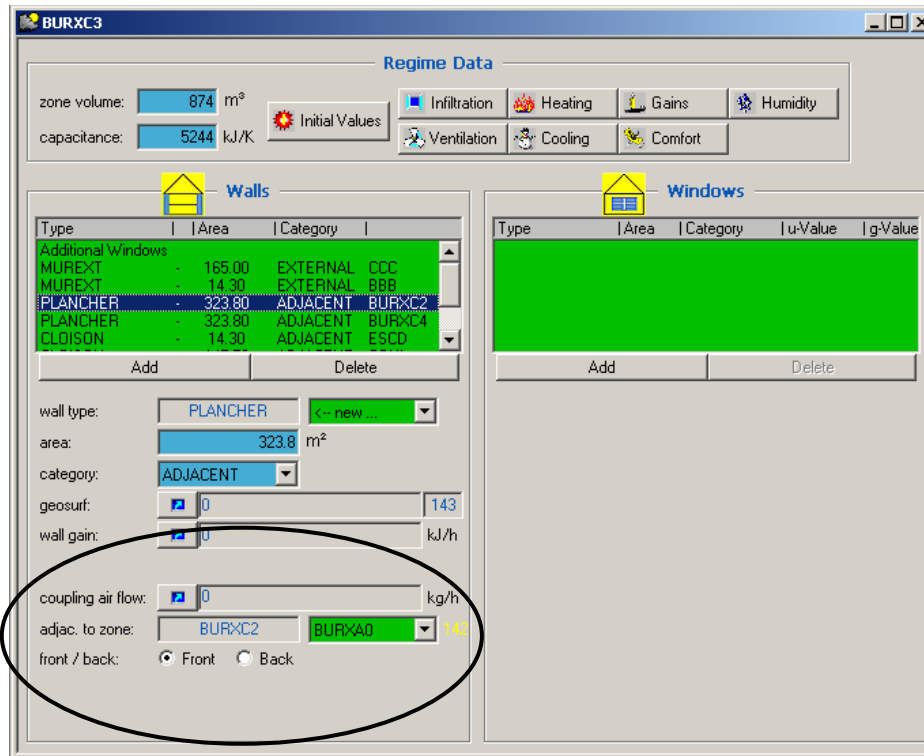 BURXC3
Regime Data
zone volume: 874 m³
capacitance: 5244 kJ/K
Initial Values
Infiltration Heating Gains Humidity
Ventilation Cooling Comfort
Walls
Type | | Area | Category |
Additional Windows
MUREXT - 165.00 EXTERNAL CCC
MUREXT - 14.30 EXTERNAL BBB
PLANCHER - 323.80 ADJACENT BURXC2
PLANCHER - 323.80 ADJACENT BURXC4
CLOISON - 14.30 ADJACENT ESCD
Add Delete
wall type: PLANCHER <-- new ...
area: 323.8 m²
category: ADJACENT
geosurf: 0 143
wall gain: 0 kJ/h
coupling air flow: 0 kg/h
adjac. to zone: BURXC2 BURXA0 142
front / back: Front Back
Windows
Type | Area | Category | u-Value | g-Value
Add Delete